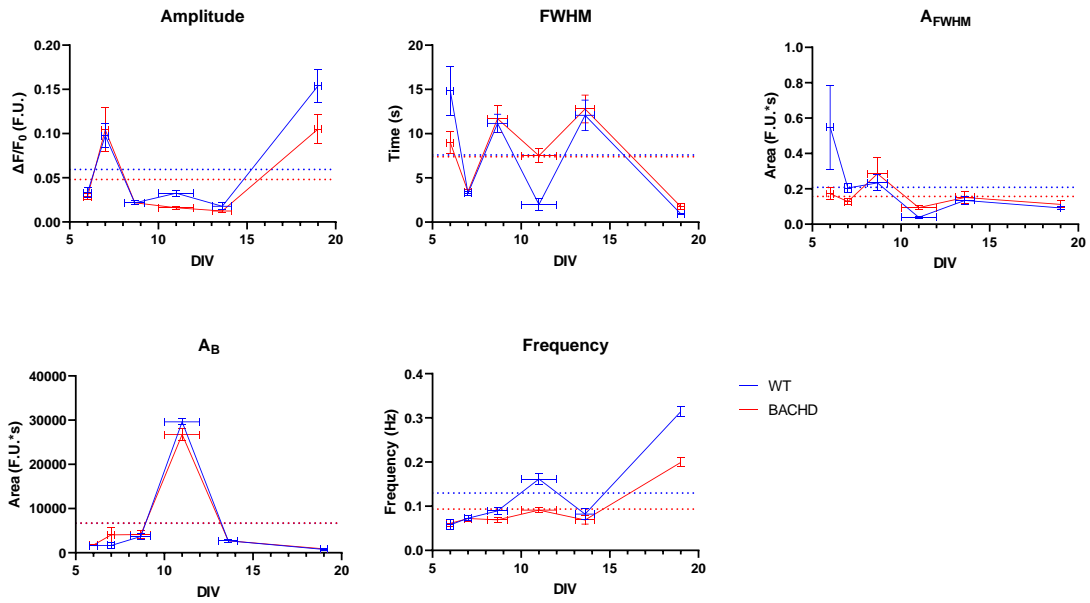 Amplitude
ΔF/F0 (F.U.)
0.20
0.15
0.10
0.05
0.00
5 10 15 20
DIV
FWHM
Time (s)
20
15
10
5
0
5 10 15 20
DIV
AFWHM
Area (F.U.*s)
1.0
0.8
0.6
0.4
0.2
0.0
5 10 15 20
DIV
AB
Area (F.U.*s)
40000
30000
20000
10000
0
5 10 15 20
DIV
Frequency
Frequency (Hz)
0.4
0.3
0.2
0.1
0.0
5 10 15 20
DIV
WT
BACHD